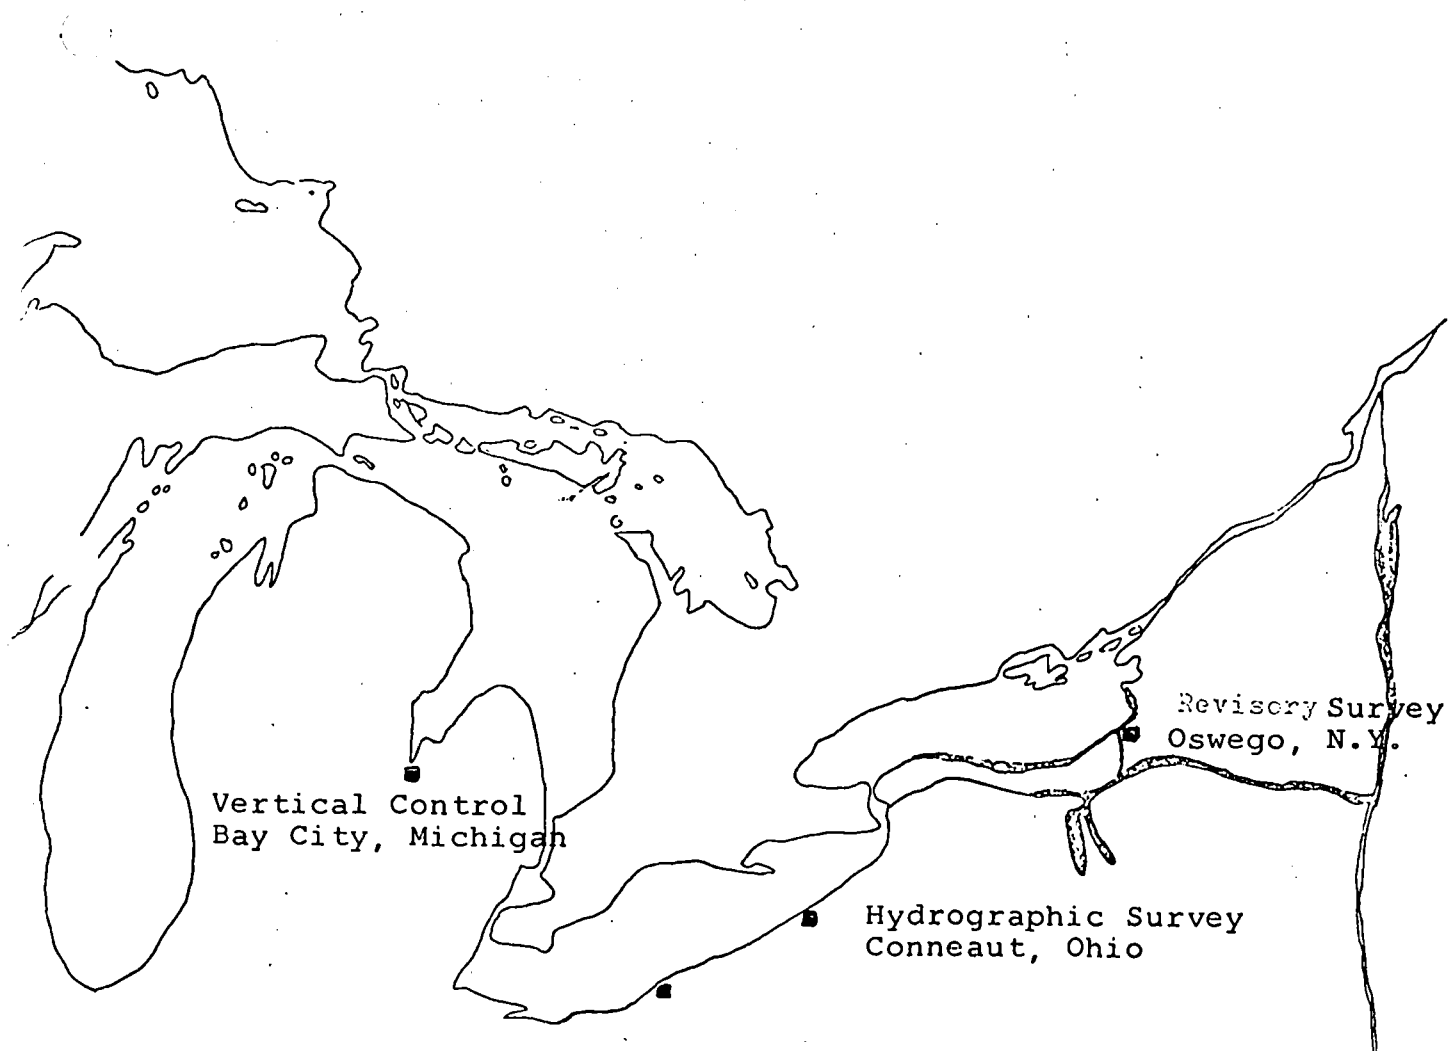 Revisory Survey
Oswego, N.Y.
Vertical Control
Bay City, Michigan
Hydrographic Survey
Conneaut, Ohio